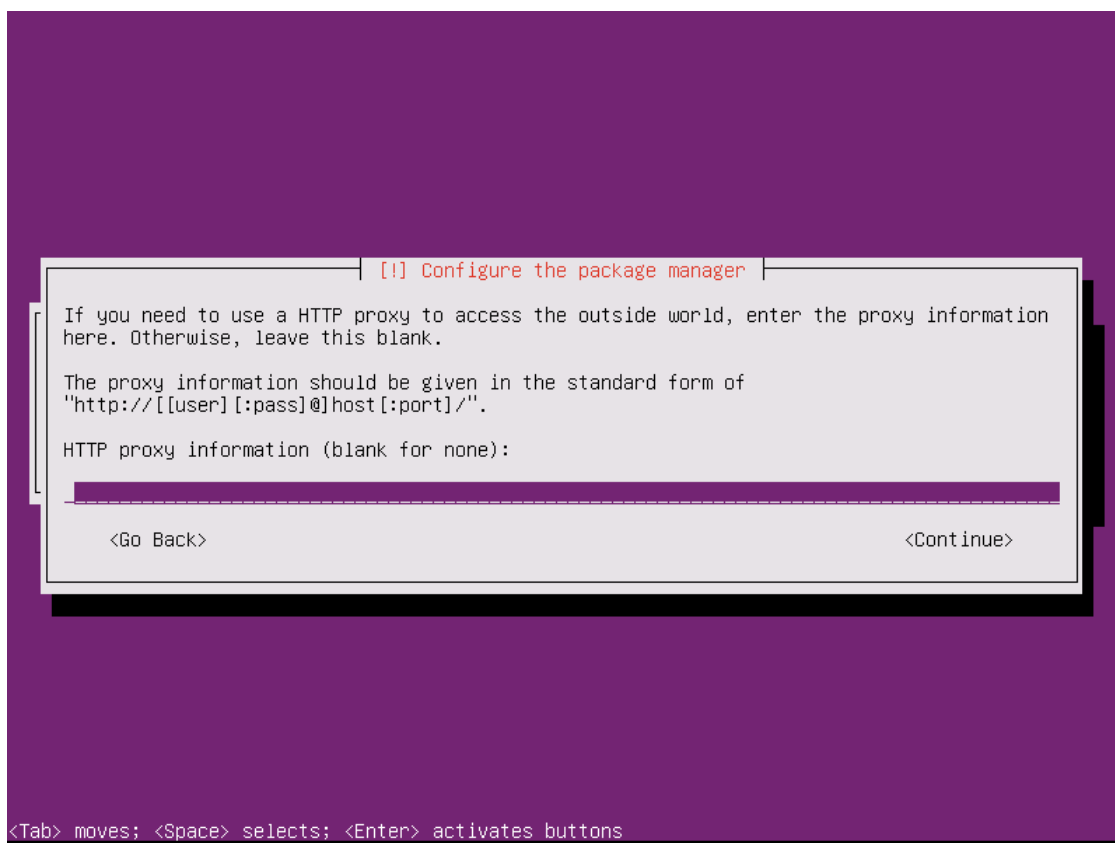 [!] Configure the package manager
If you need to use a HTTP proxy to access the outside world, enter the proxy information
here. Otherwise, leave this blank.
The proxy information should be given in the standard form of
"http://[[user][:pass]@]host[:port]/".
HTTP proxy information (blank for none):
<Go Back> <Continue>
<Tab> moves; <Space> selects; <Enter> activates buttons